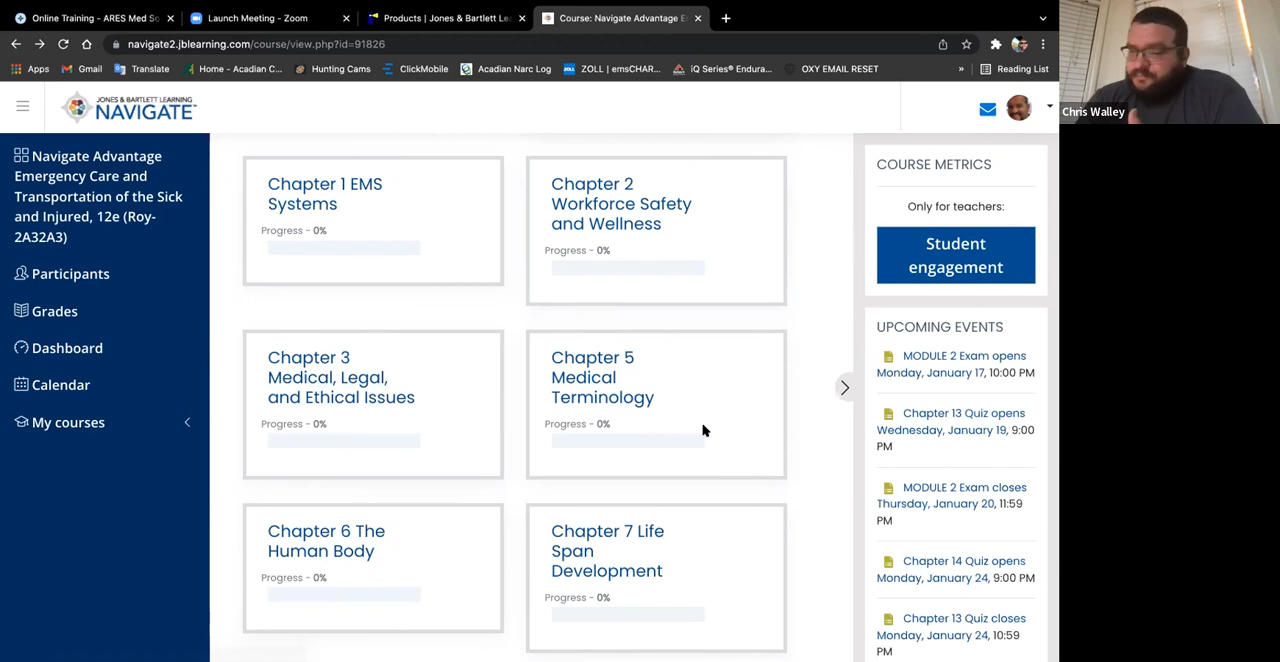 Online Training - ARES Med So
Launch Meeting - Zoom
Products | Jones & Bartlett Le
Course: Navigate Advantage E
navigate2.jblearning.com/course/view.php?id=91826
Apps
Gmail
Translate
Home - Acadian C...
Hunting Cams
ClickMobile
Acadian Narc Log
ZOLL | emsCHAR...
iQ Series® Endura...
OXY EMAIL RESET
»
Reading List
JONES & BARTLETT LEARNING
NAVIGATE
Chris Walley
Navigate Advantage
Emergency Care and
Transportation of the Sick
and Injured, 12e (Roy-
2A32A3)
Participants
Grades
Dashboard
Calendar
My courses
Chapter 1 EMS
Systems
Progress - 0%
Chapter 2
Workforce Safety
and Wellness
Progress - 0%
Chapter 3
Medical, Legal,
and Ethical Issues
Progress - 0%
Chapter 5
Medical
Terminology
Progress - 0%
Chapter 6 The
Human Body
Progress - 0%
Chapter 7 Life
Span
Development
Progress - 0%
COURSE METRICS
Only for teachers:
Student
engagement
UPCOMING EVENTS
MODULE 2 Exam opens
Monday, January 17, 10:00 PM
Chapter 13 Quiz opens
Wednesday, January 19, 9:00
PM
MODULE 2 Exam closes
Thursday, January 20, 11:59
PM
Chapter 14 Quiz opens
Monday, January 24, 9:00 PM
Chapter 13 Quiz closes
Monday, January 24, 10:59
PM